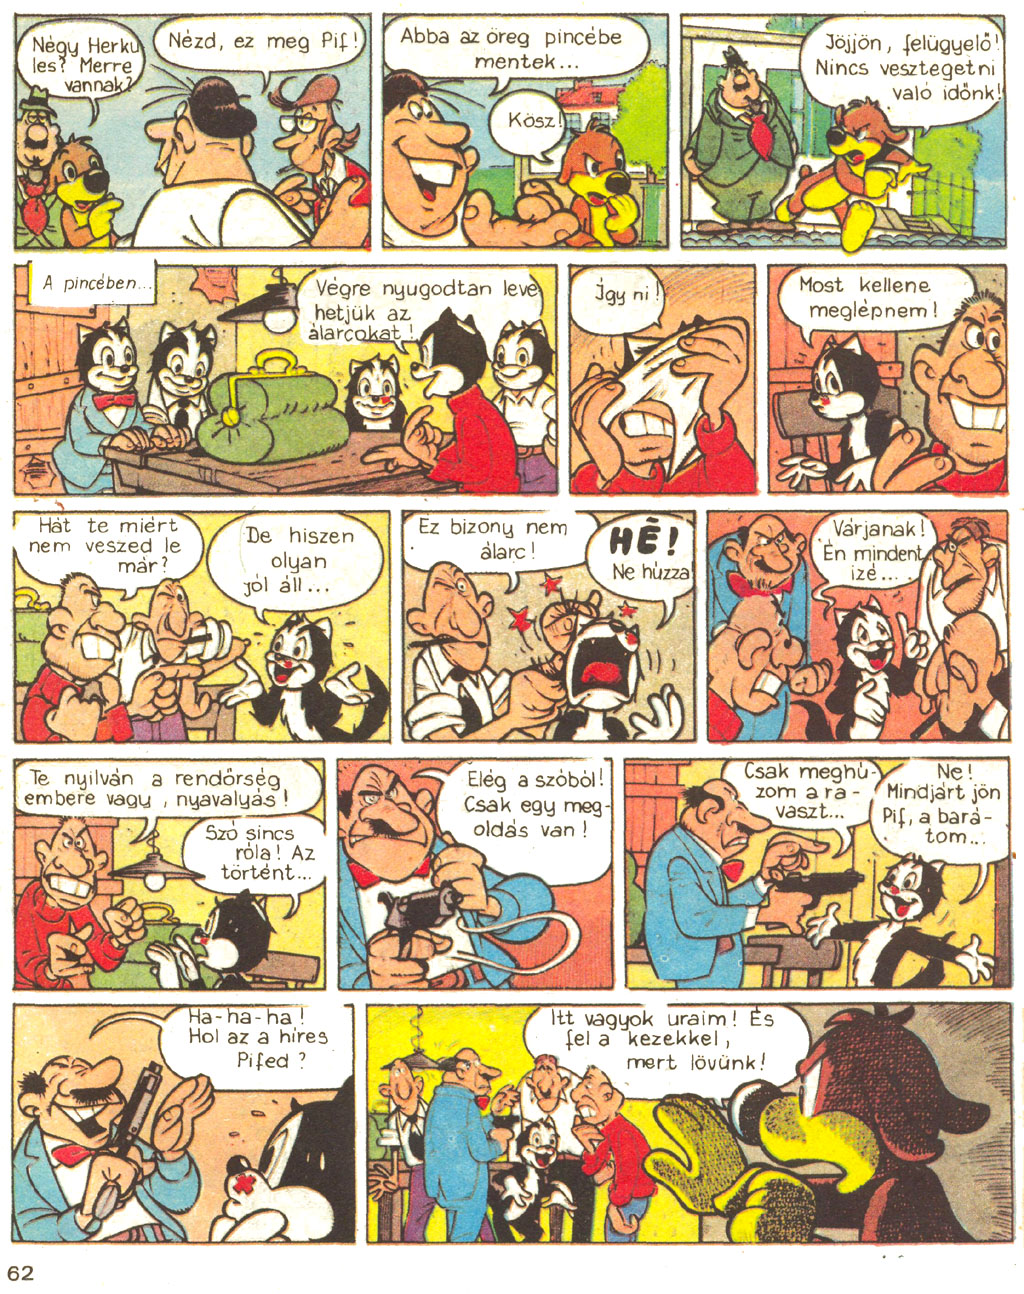 Négy Herku
les? Merre
vannak?
Nézd, ez meg Pif!
Abba az öreg pincébe
mentek...
Kösz!
Jöjjön, felügyelő!
Nincs vesztegetni
való időnk!
A pincében...
Végre nyugodtan leve
hetjük az
álarcokat!
Így ni!
Most kellene
meglépnem!
Hát te miért
nem veszed le
már?
De hiszen
olyan
jól áll...
Ez bizony nem
álarc!
HÉ!
Ne húzza!
Várjanak!
Én mindent
izé....
Te nyilván a rendőrség
embere vagy, nyavalyás!
Szó sincs
róla! Az
történt...
Elég a szóból!
Csak egy meg-
oldás van!
Csak meghú-
zom a ra-
vaszt...
Ne!
Mindjárt jön
Pif, a bará-
tom...
Ha-ha-ha!
Hol az a híres
Pifed?
Itt vagyok uraim! És
fel a kezekkel,
mert lövünk!
62